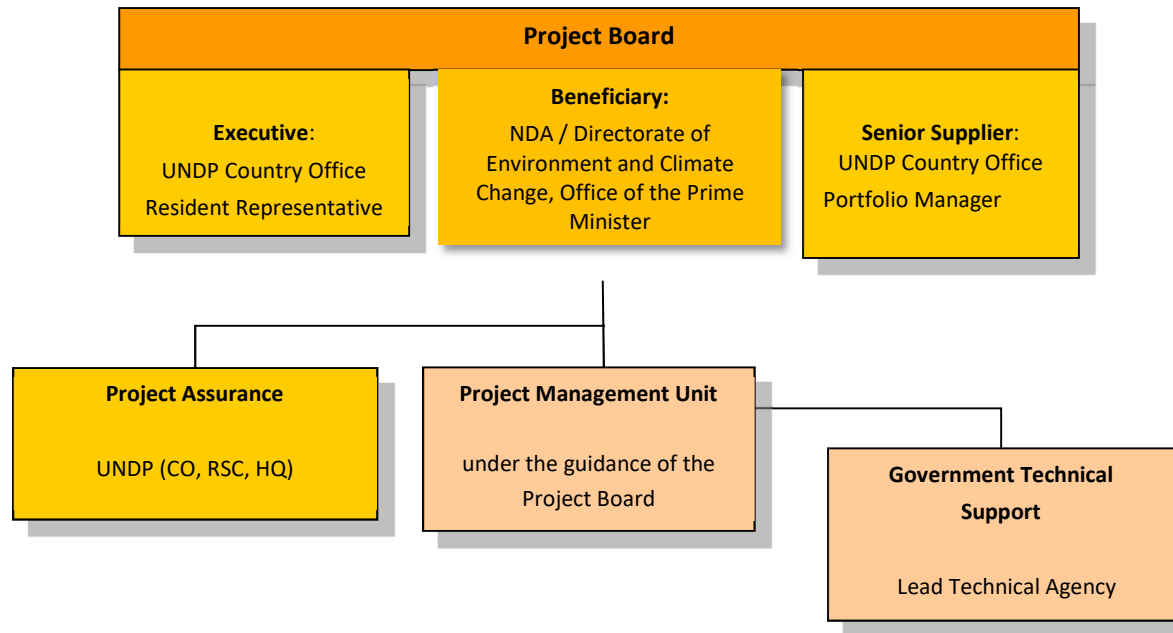 Project Board
Executive:
UNDP Country Office
Resident Representative
Beneficiary:
NDA / Directorate of
Environment and Climate
Change, Office of the Prime
Minister
Senior Supplier:
UNDP Country Office
Portfolio Manager
Project Assurance
UNDP (CO, RSC, HQ)
Project Management Unit
under the guidance of the
Project Board
Government Technical
Support
Lead Technical Agency